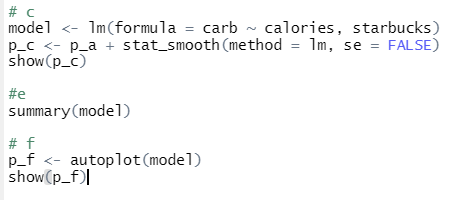 # c
model <- lm(formula = carb ~ calories, starbucks)
p_c <- p_a + stat_smooth(method = lm, se = FALSE)
show(p_c)
#e
summary(model)
# f
p_f <- autoplot(model)
show(p_f)